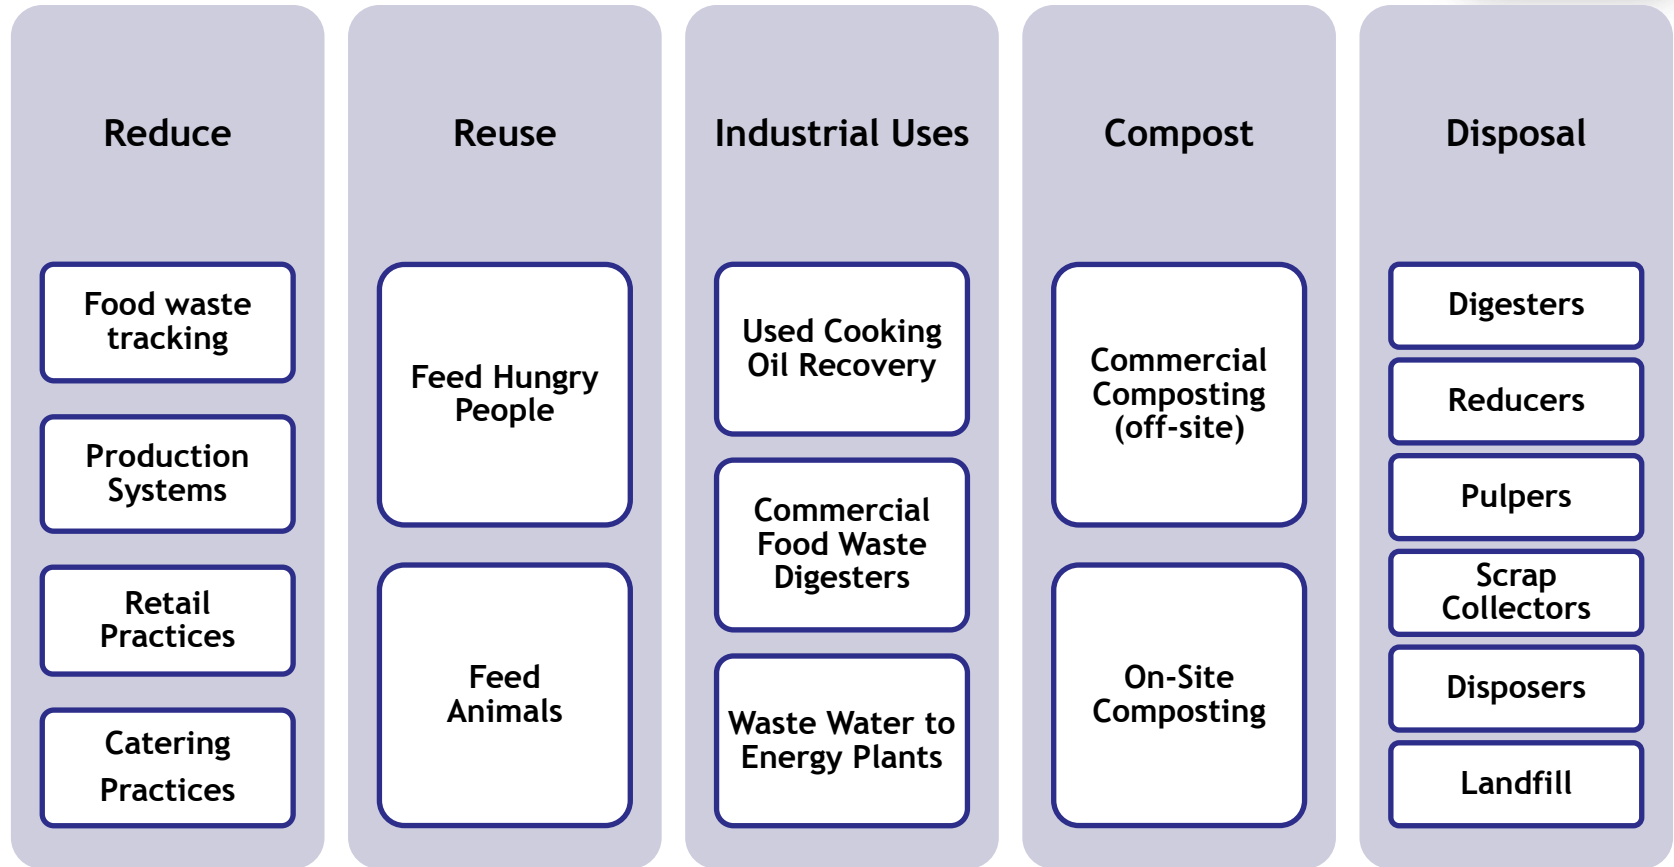 Reduce
Food waste
tracking
Production
Systems
Retail
Practices
Catering
Practices
Reuse
Feed Hungry
People
Feed
Animals
Industrial Uses
Used Cooking
Oil Recovery
Commercial
Food Waste
Digesters
Waste Water to
Energy Plants
Compost
Commercial
Composting
(off-site)
On-Site
Composting
Disposal
Digesters
Reducers
Pulpers
Scrap
Collectors
Disposers
Landfill